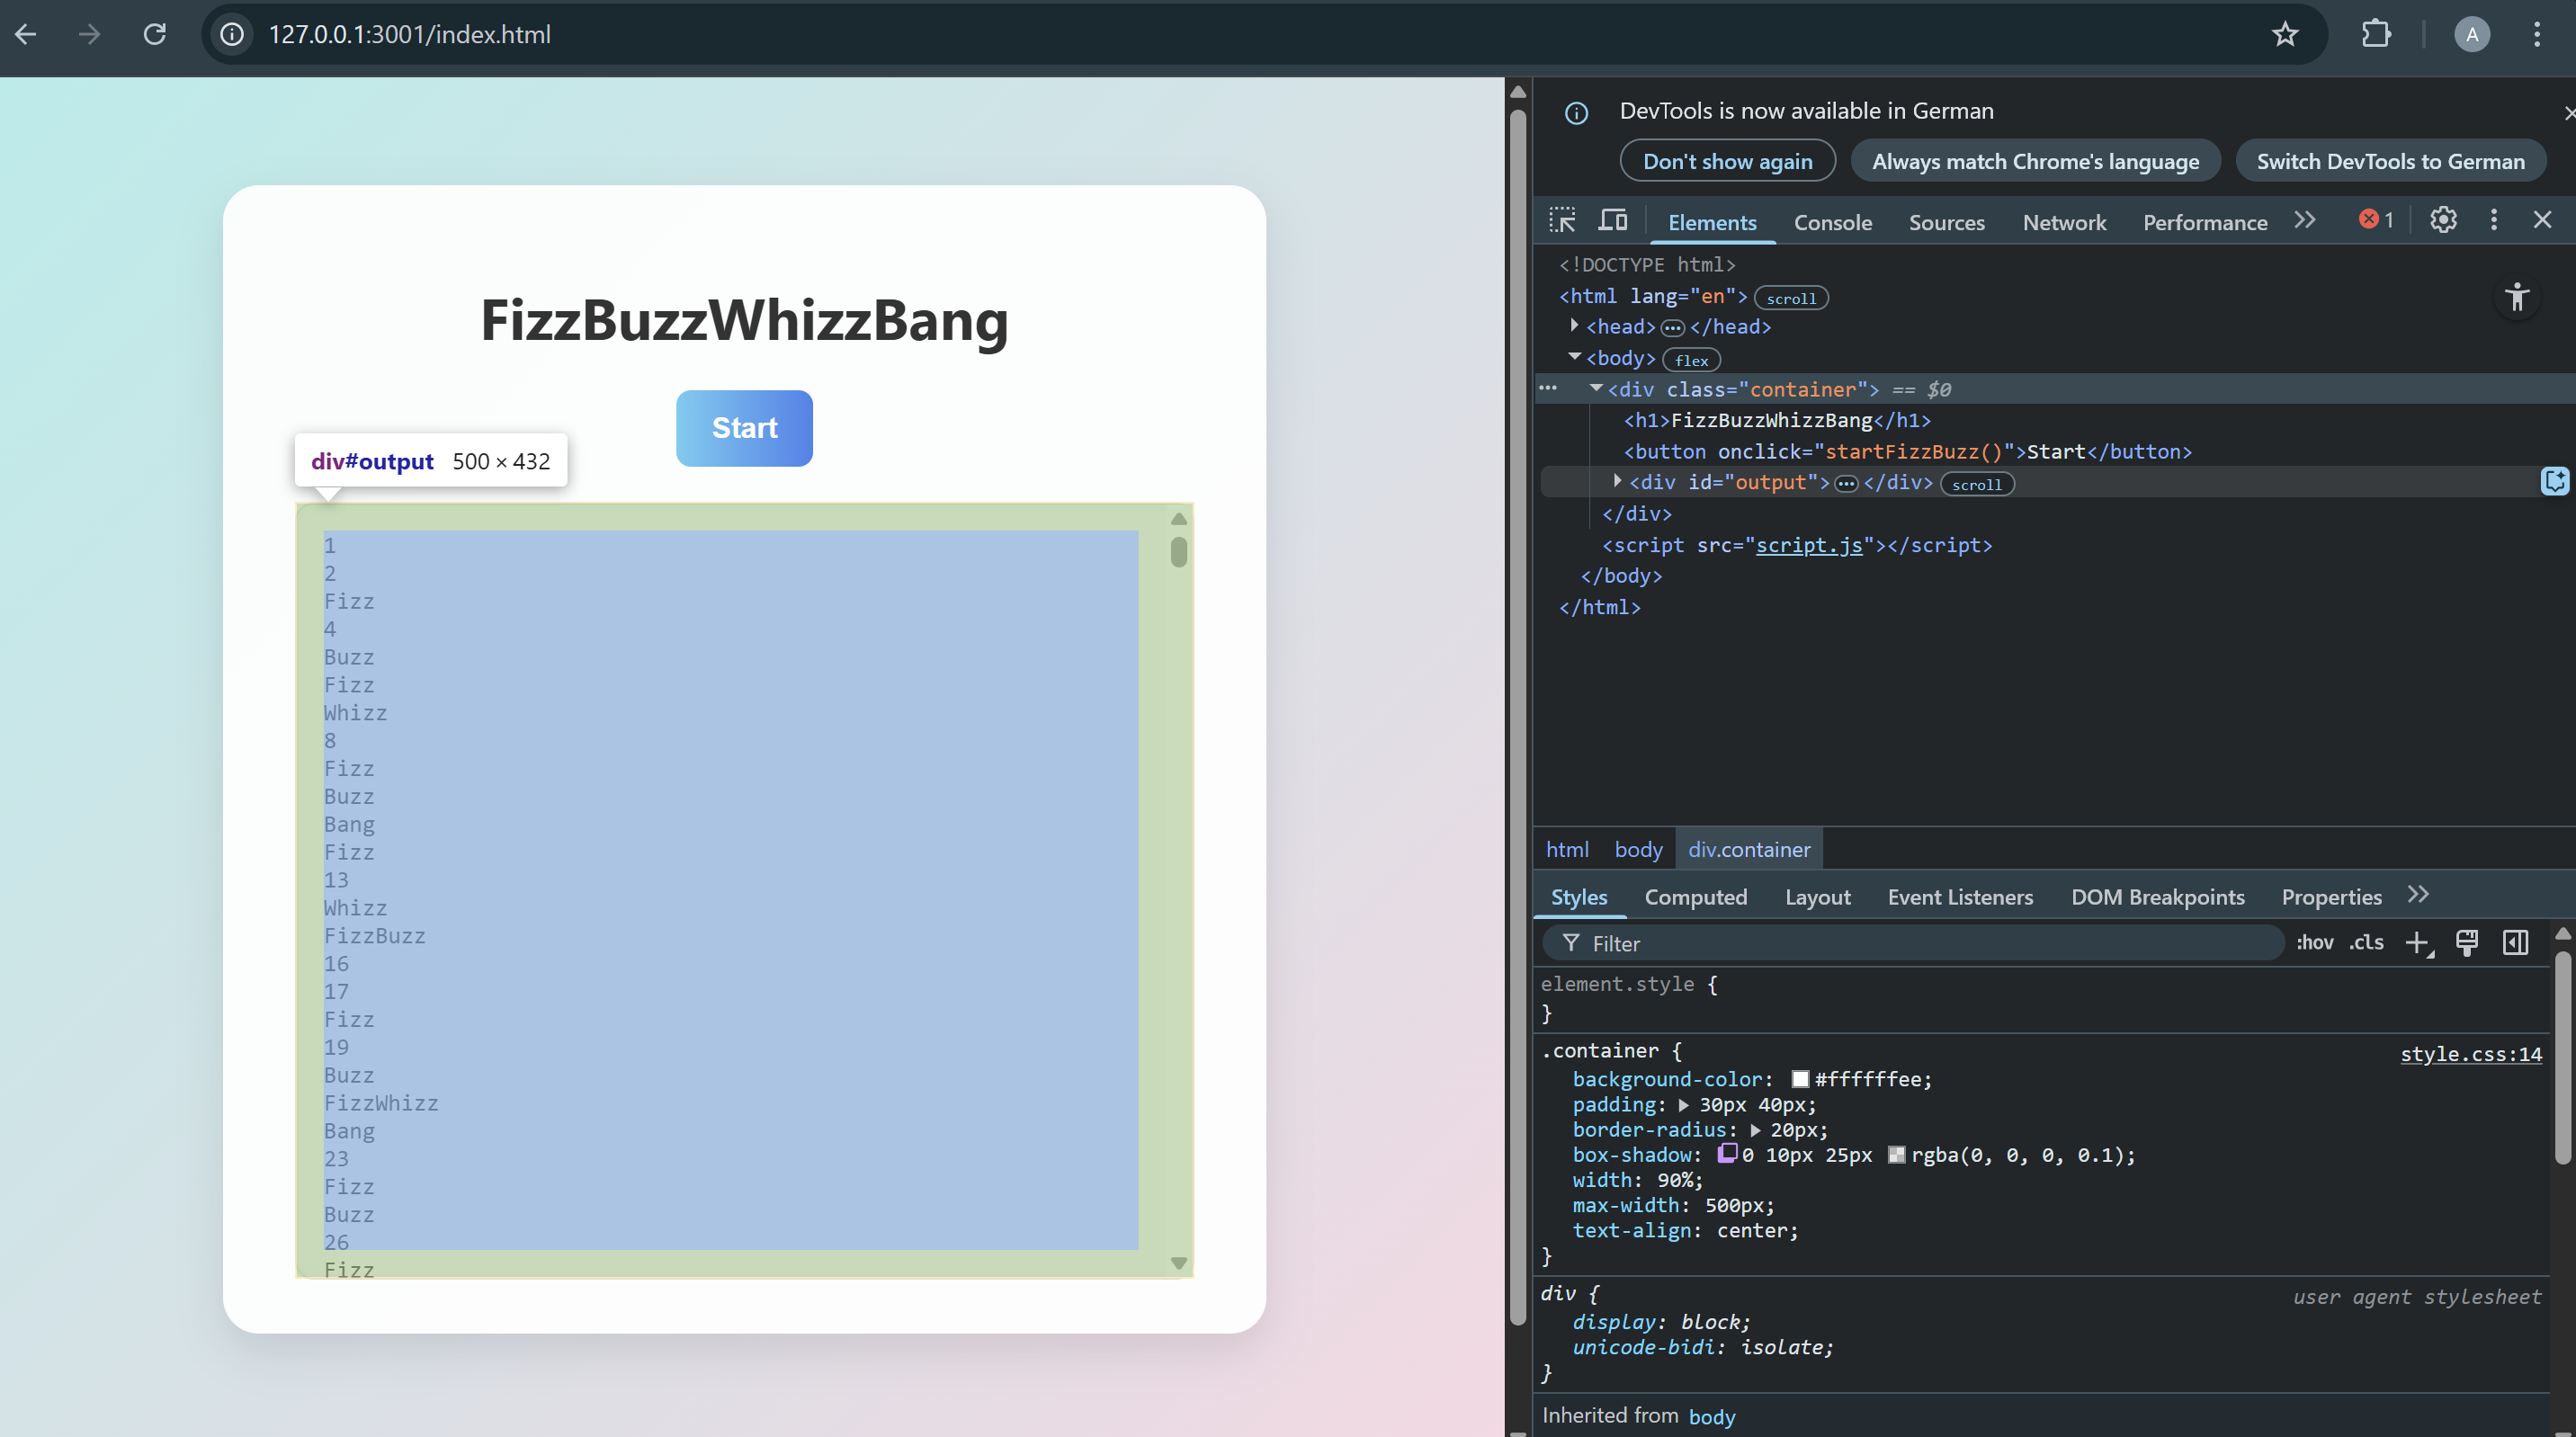 127.0.0.1:3001/index.html
A
FizzBuzzWhizzBang
Start
div#output 500 × 432
1
2
Fizz
4
Buzz
Fizz
Whizz
8
Fizz
Buzz
Bang
Fizz
13
Whizz
FizzBuzz
16
17
Fizz
19
Buzz
FizzWhizz
Bang
23
Fizz
Buzz
26
Fizz
DevTools is now available in German
Don't show again Always match Chrome's language Switch DevTools to German
Elements Console Sources Network Performance 1
<!DOCTYPE html>
<html lang="en"> scroll
<head> ··· </head>
<body> flex
··· <div class="container"> == $0
<h1>FizzBuzzWhizzBang</h1>
<button onclick="startFizzBuzz()">Start</button>
<div id="output"> ··· </div> scroll
</div>
<script src="script.js"></script>
</body>
</html>
html body div.container
Styles Computed Layout Event Listeners DOM Breakpoints Properties
Filter :hov .cls
element.style {
}
.container { style.css:14
background-color: #ffffffee;
padding: 30px 40px;
border-radius: 20px;
box-shadow: 0 10px 25px rgba(0, 0, 0, 0.1);
width: 90%;
max-width: 500px;
text-align: center;
}
div { user agent stylesheet
display: block;
unicode-bidi: isolate;
}
Inherited from body